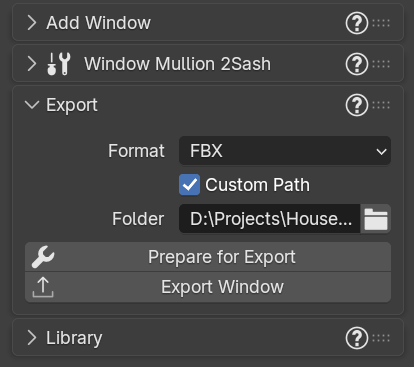 Add Window
Window Mullion 2Sash
Export
Format FBX
Custom Path
Folder D:\Projects\House...
Prepare for Export
Export Window
Library